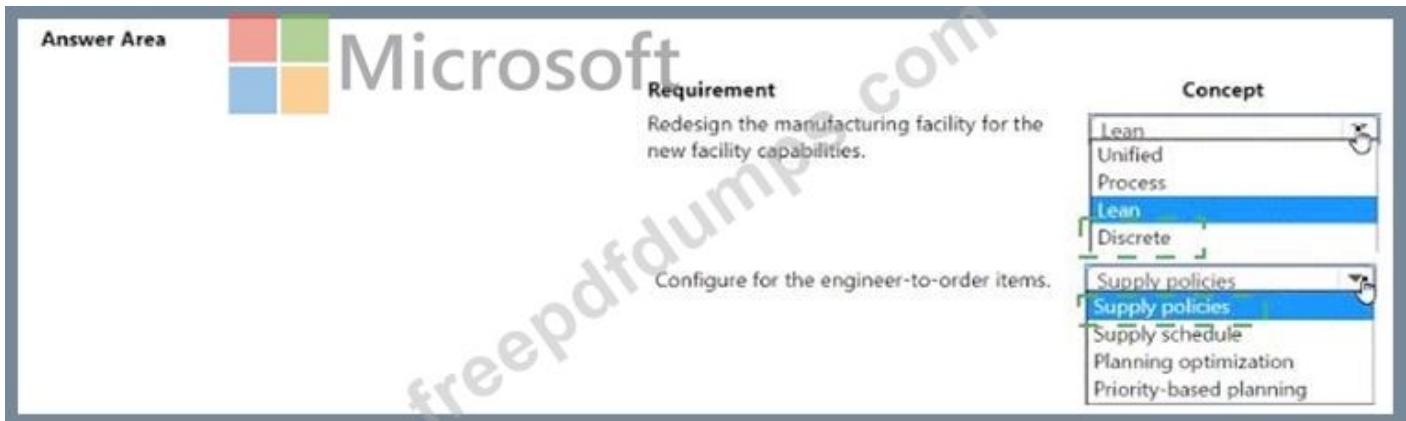 Answer Area
Microsoft
Requirement
Concept
Redesign the manufacturing facility for the
new facility capabilities.
Lean
Unified
Process
Lean
Discrete
Configure for the engineer-to-order items.
Supply policies
Supply policies
Supply schedule
Planning optimization
Priority-based planning
freepdfdumps.com